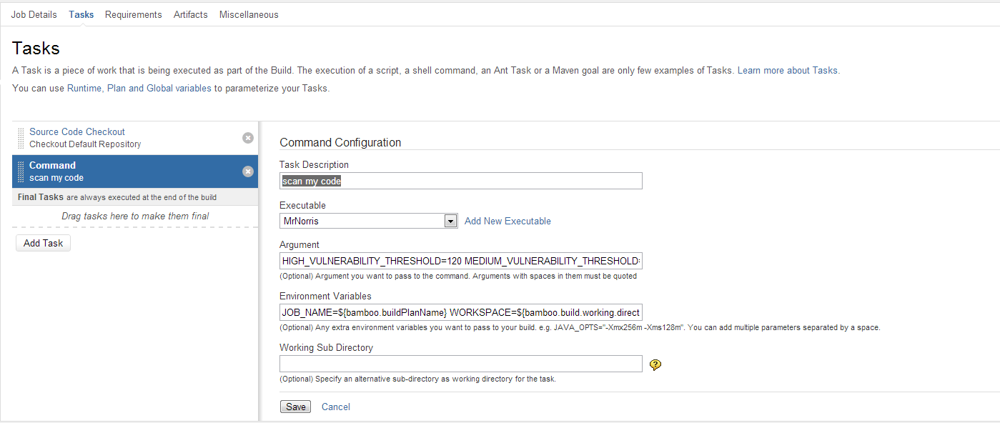 Job Details Tasks Requirements Artifacts Miscellaneous
Tasks
A Task is a piece of work that is being executed as part of the Build. The execution of a script, a shell command, an Ant Task or a Maven goal are only few examples of Tasks. Learn more about Tasks.
You can use Runtime, Plan and Global variables to parameterize your Tasks.
Source Code Checkout
Checkout Default Repository
Command
scan my code
Final Tasks are always executed at the end of the build
Drag tasks here to make them final
Add Task
Command Configuration
Task Description
scan my code
Executable
MrNorris Add New Executable
Argument
HIGH_VULNERABILITY_THRESHOLD=120 MEDIUM_VULNERABILITY_THRESHOLD=
(Optional) Argument you want to pass to the command. Arguments with spaces in them must be quoted
Environment Variables
JOB_NAME=${bamboo.buildPlanName} WORKSPACE=${bamboo.build.working.direct
(Optional) Any extra environment variables you want to pass to your build. e.g. JAVA_OPTS="-Xmx256m -Xms128m". You can add multiple parameters separated by a space.
Working Sub Directory
?
(Optional) Specify an alternative sub-directory as working directory for the task.
Save Cancel